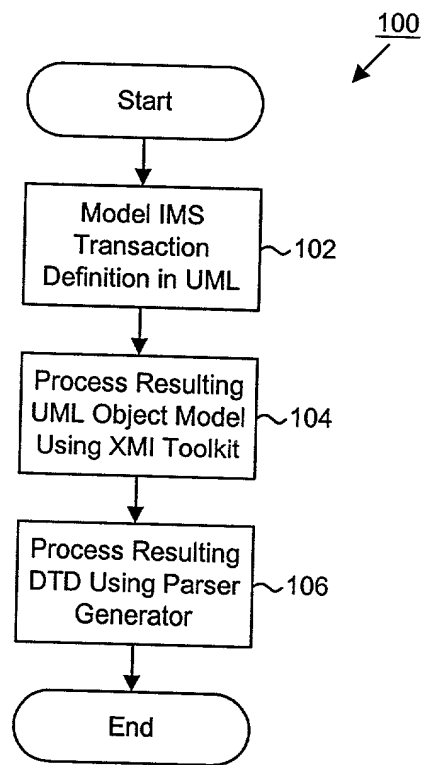 100
Start
Model IMS
Transaction
Definition in UML
102
Process Resulting
UML Object Model
Using XMI Toolkit
104
Process Resulting
DTD Using Parser
Generator
106
End